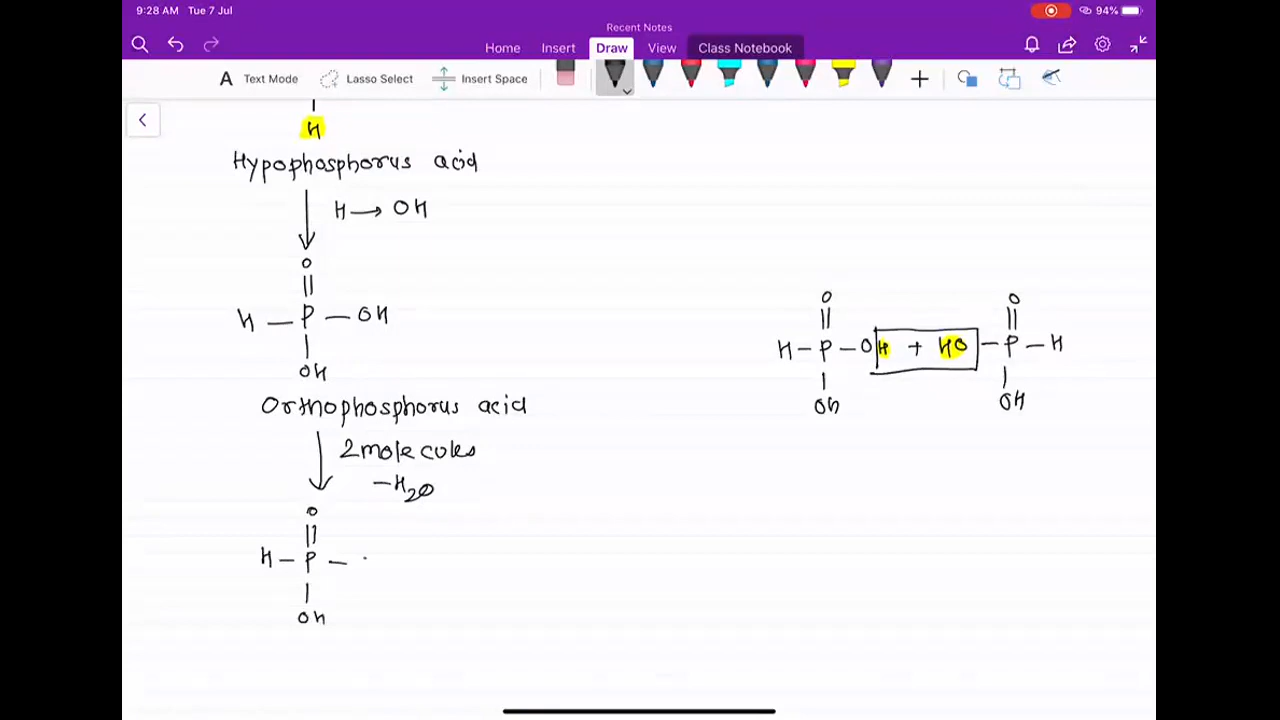 9:28 AM Tue 7 Jul
94%
Recent Notes
Home Insert Draw View Class Notebook
A Text Mode Lasso Select Insert Space
H
Hypophosphorus acid
H → OH
O
||
H – P – OH
|
OH
Orthophosphorus acid
2 molecules
– H2O
O
||
H – P –
|
OH
O O
|| ||
H – P – OH + HO – P – H
| |
OH OH